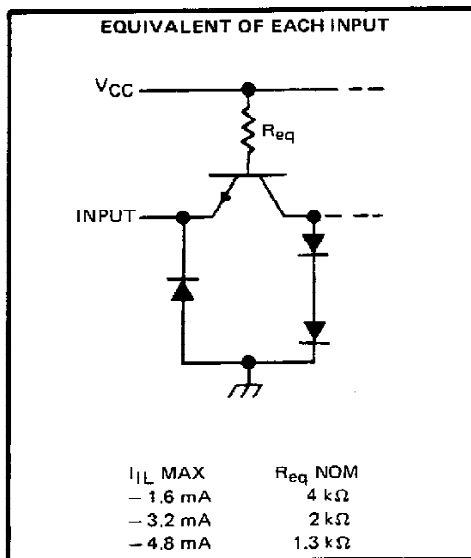 EQUIVALENT OF EACH INPUT
VCC
Req
INPUT
IIL MAX Req NOM
– 1.6 mA 4 kΩ
– 3.2 mA 2 kΩ
– 4.8 mA 1.3 kΩ